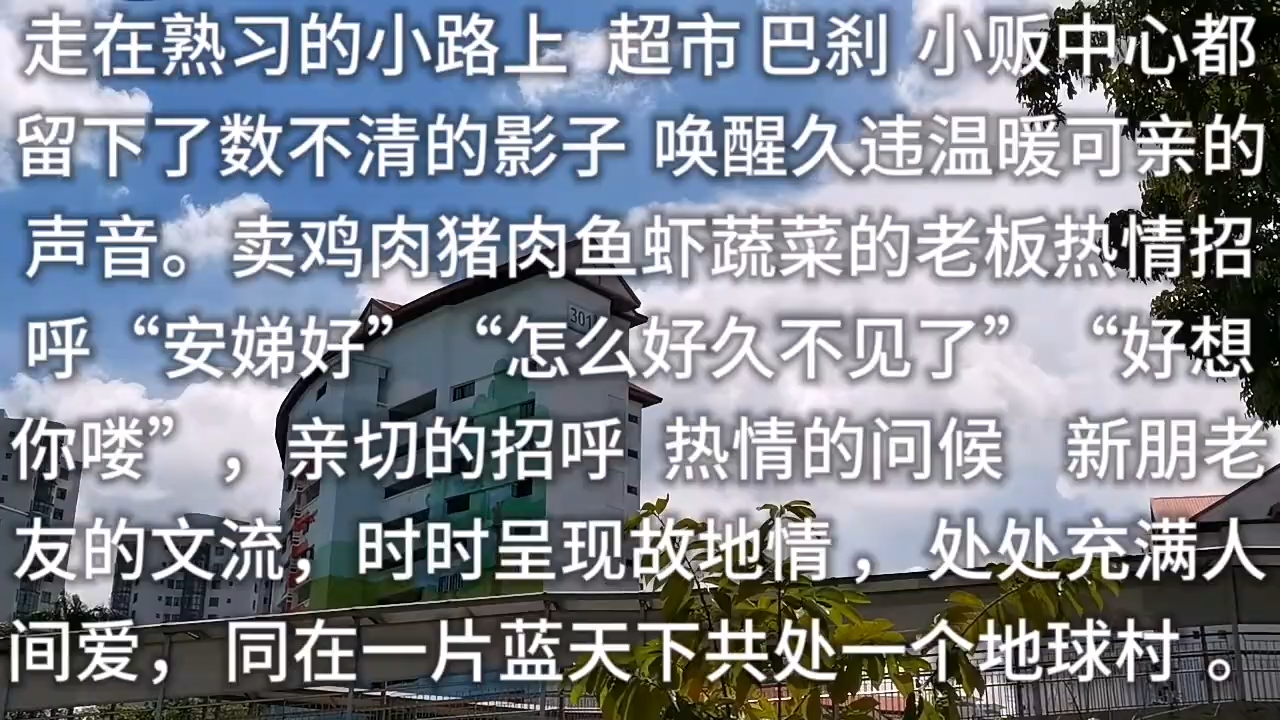 走在熟习的小路上 超市 巴刹 小贩中心都
留下了数不清的影子 唤醒久违温暖可亲的
声音。卖鸡肉猪肉鱼虾蔬菜的老板热情招
呼“安娣好” “怎么好久不见了” “好想
你喽”，亲切的招呼 热情的问候 新朋老
友的文流，时时呈现故地情，处处充满人
间爱， 同在一片蓝天下共处一个地球村 。
301